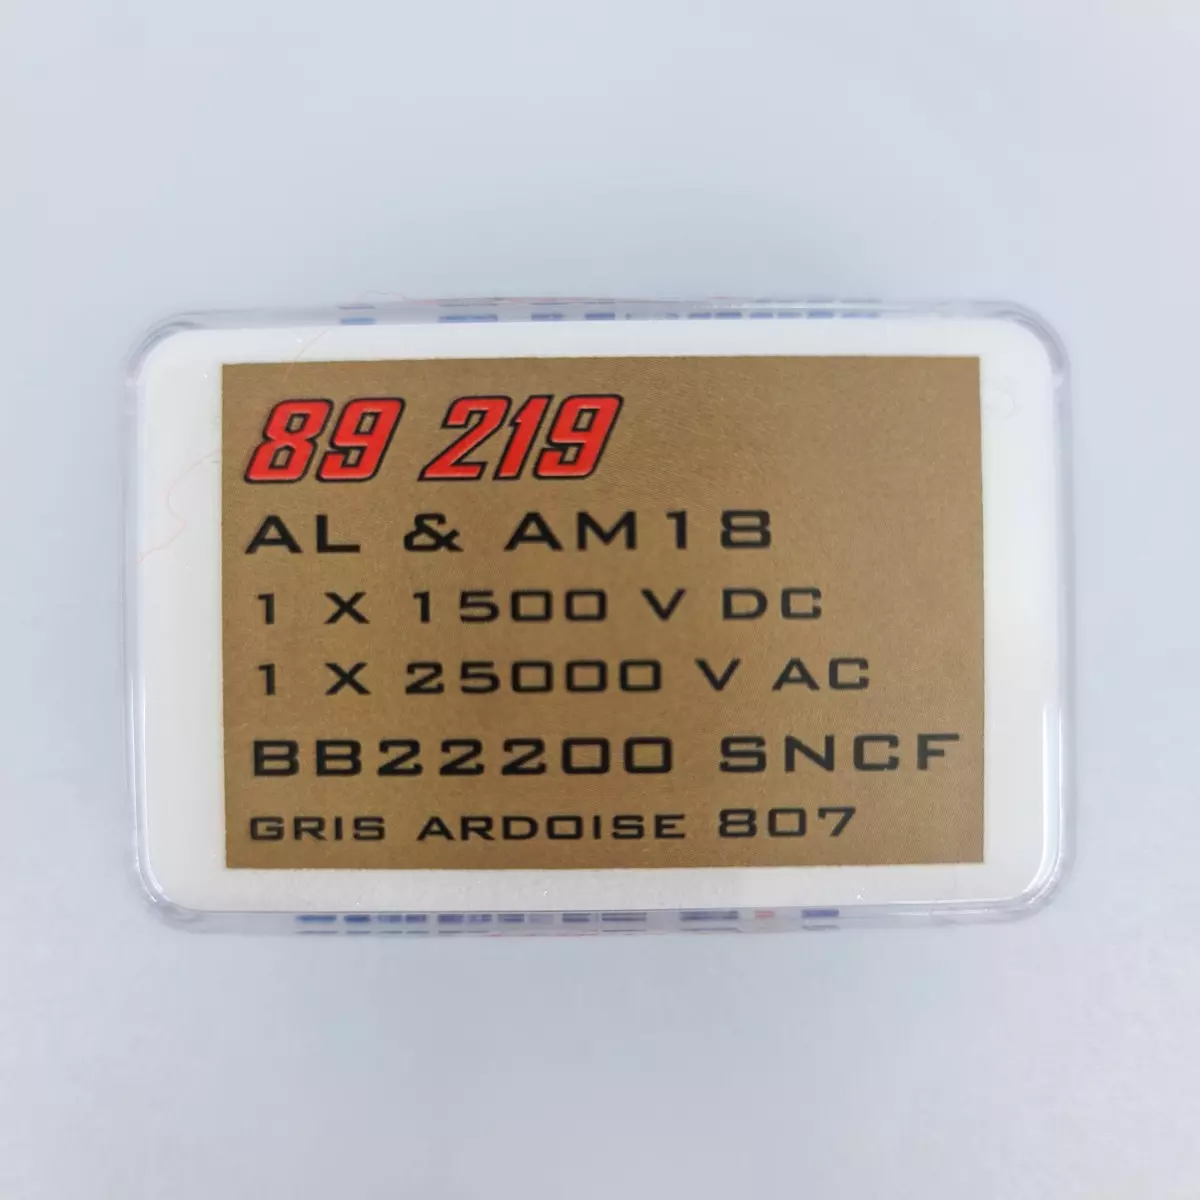 89 219
AL & AM18
1 X 1500 V DC
1 X 25000 V AC
BB22200 SNCF
GRIS ARDOISE 807